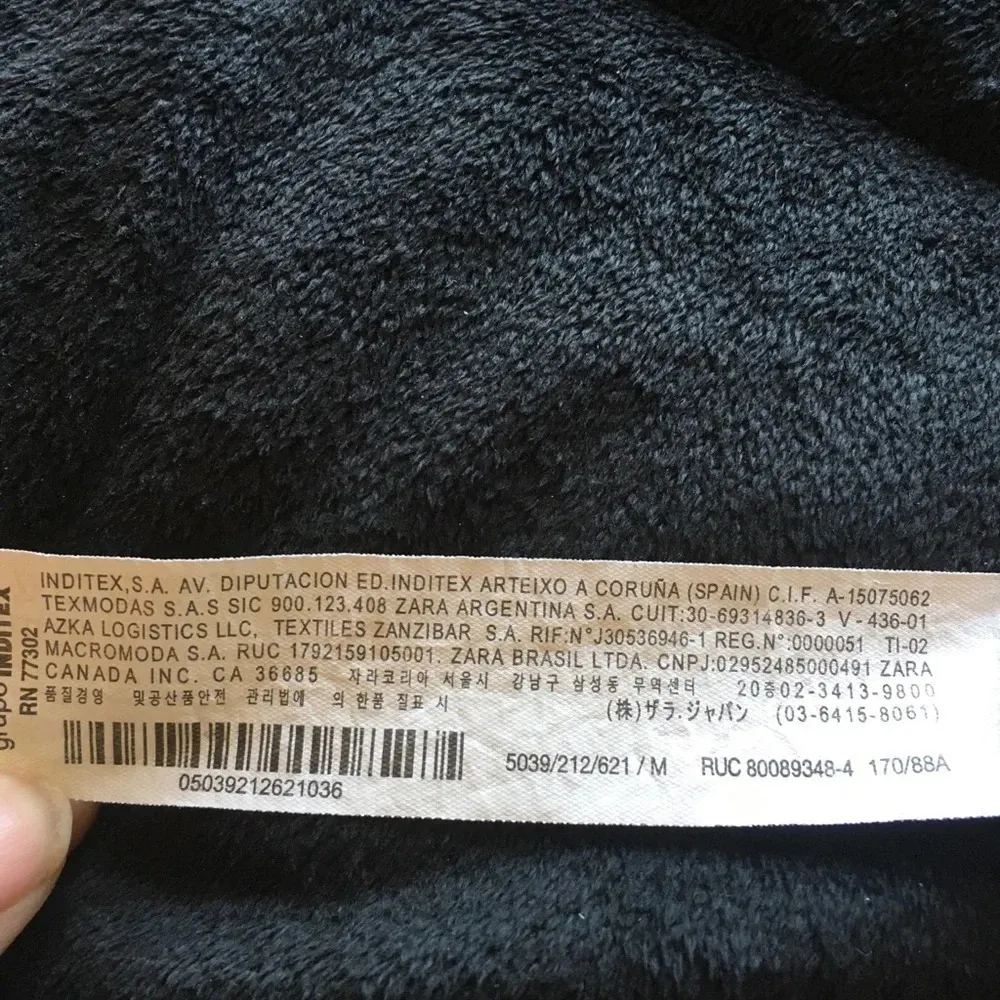 grupo INDITEX
RN 77302
INDITEX,S.A. AV. DIPUTACION ED.INDITEX ARTEIXO A CORUÑA (SPAIN) C.I.F. A-15075062
TEXMODAS S.A.S SIC 900.123.408 ZARA ARGENTINA S.A. CUIT:30-69314836-3 V - 436-01
AZKA LOGISTICS LLC, TEXTILES ZANZIBAR S.A. RIF:N°J30536946-1 REG.N°:0000051 TI-02
MACROMODA S.A. RUC 1792159105001. ZARA BRASIL LTDA. CNPJ:02952485000491 ZARA
CANADA INC. CA 36685 자라코리아 서울시 강남구 삼성동 무역센터 20층02-3413-9800
품질경영 및공산품안전 관리법에 의 한품 질표 시 (株)ザラ.ジャパン (03-6415-8061)
05039212621036
5039/212/621 / M RUC 80089348-4 170/88A